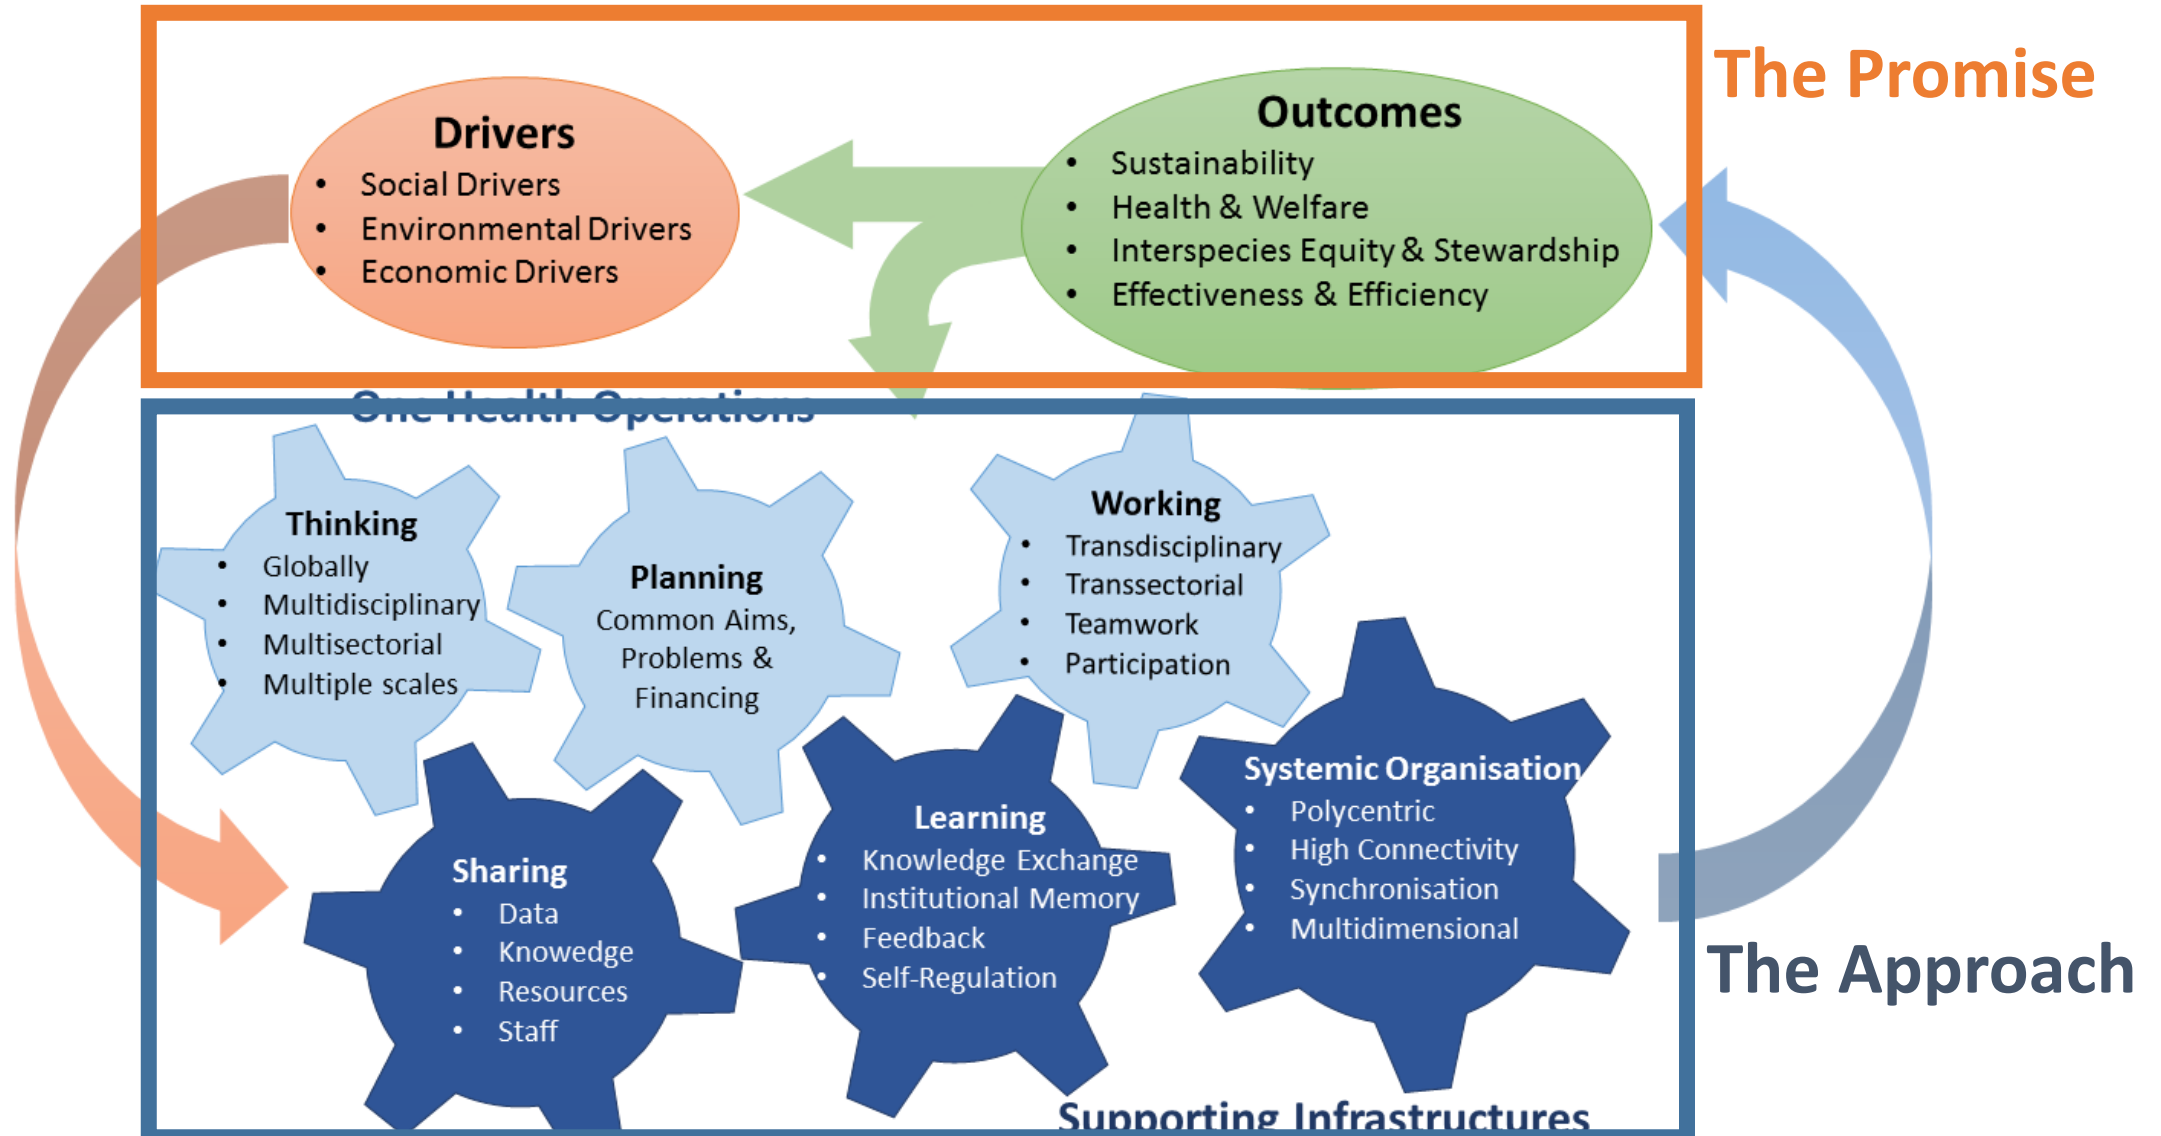 The Promise
Drivers
• Social Drivers
• Environmental Drivers
• Economic Drivers
Outcomes
• Sustainability
• Health & Welfare
• Interspecies Equity & Stewardship
• Effectiveness & Efficiency
One Health Operations
Thinking
• Globally
• Multidisciplinary
• Multisectorial
• Multiple scales
Planning
Common Aims,
Problems &
Financing
Working
• Transdisciplinary
• Transsectorial
• Teamwork
• Participation
Sharing
• Data
• Knowedge
• Resources
• Staff
Learning
• Knowledge Exchange
• Institutional Memory
• Feedback
• Self-Regulation
Systemic Organisation
• Polycentric
• High Connectivity
• Synchronisation
• Multidimensional
The Approach
Supporting Infrastructures